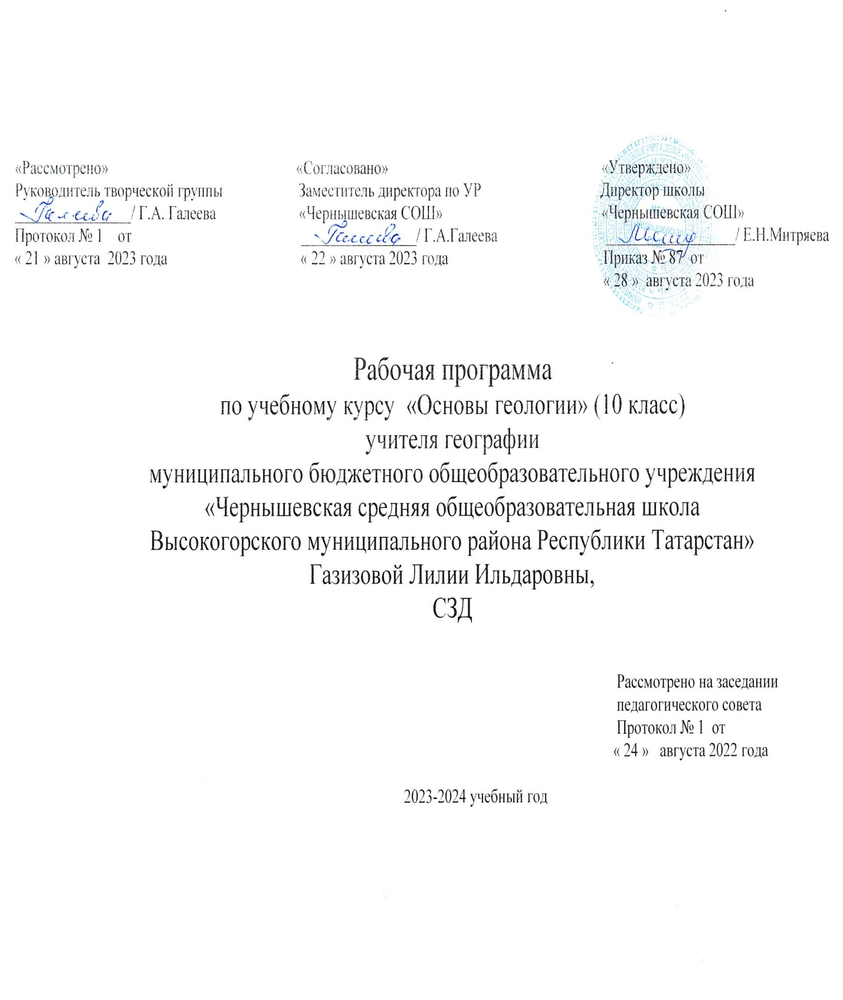 «Рассмотрено»
Руководитель творческой группы
Галеева / Г.А. Галеева
Протокол № 1 от
« 21 » августа 2023 года
«Согласовано»
Заместитель директора по УР
«Чернышевская СОШ»
Галеева / Г.А.Галеева
« 22 » августа 2023 года
«Утверждено»
Директор школы
«Чернышевская СОШ»
/ Е.Н.Митряева
Приказ № 87 от
« 28 » августа 2023 года
Рабочая программа
по учебному курсу «Основы геологии» (10 класс)
учителя географии
муниципального бюджетного общеобразовательного учреждения
«Чернышевская средняя общеобразовательная школа
Высокогорского муниципального района Республики Татарстан»
Газизовой Лилии Ильдаровны,
СЗД
Рассмотрено на заседании
педагогического совета
Протокол № 1 от
« 24 » августа 2022 года
2023-2024 учебный год